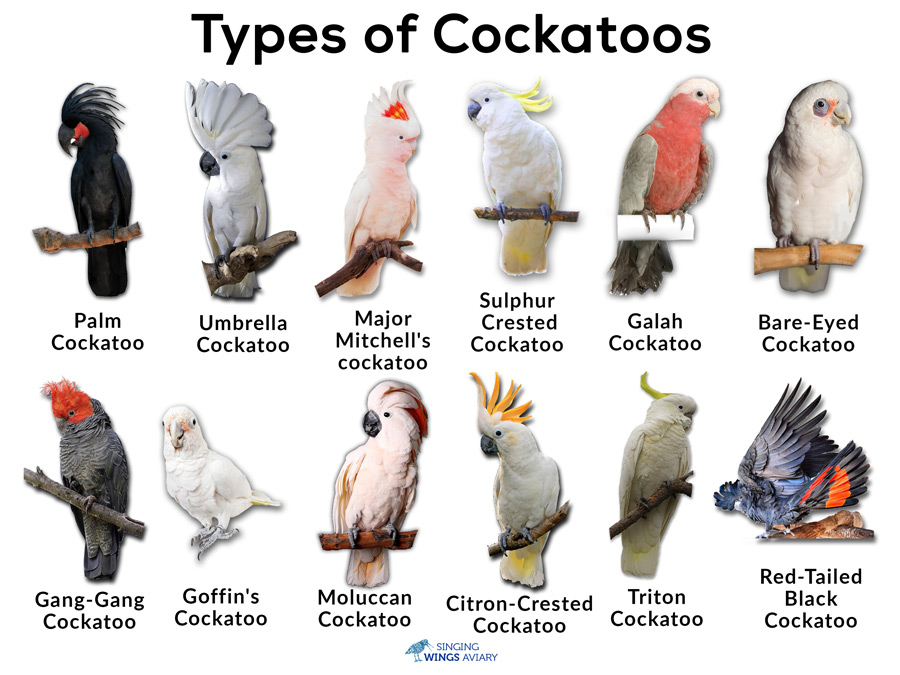 Types of Cockatoos
Palm
Cockatoo
Umbrella
Cockatoo
Major
Mitchell's
cockatoo
Sulphur
Crested
Cockatoo
Galah
Cockatoo
Bare-Eyed
Cockatoo
Gang-Gang
Cockatoo
Goffin's
Cockatoo
Moluccan
Cockatoo
Citron-Crested
Cockatoo
Triton
Cockatoo
Red-Tailed
Black
Cockatoo
SINGING
WINGS AVIARY